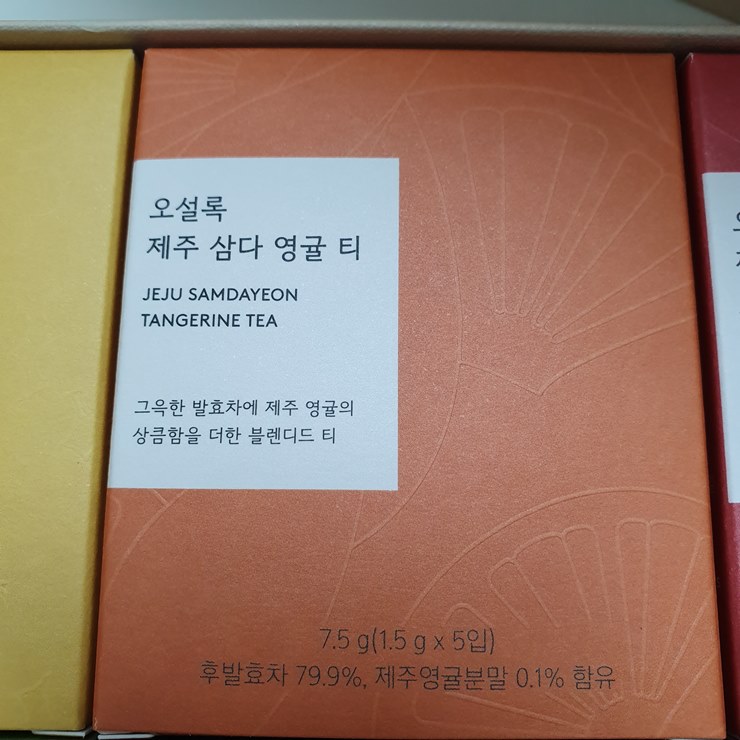 오설록
제주 삼다 영귤 티
JEJU SAMDAYEON
TANGERINE TEA
그윽한 발효차에 제주 영귤의
상큼함을 더한 블렌디드 티
7.5 g(1.5 g x 5입)
후발효차 79.9%, 제주영귤분말 0.1% 함유